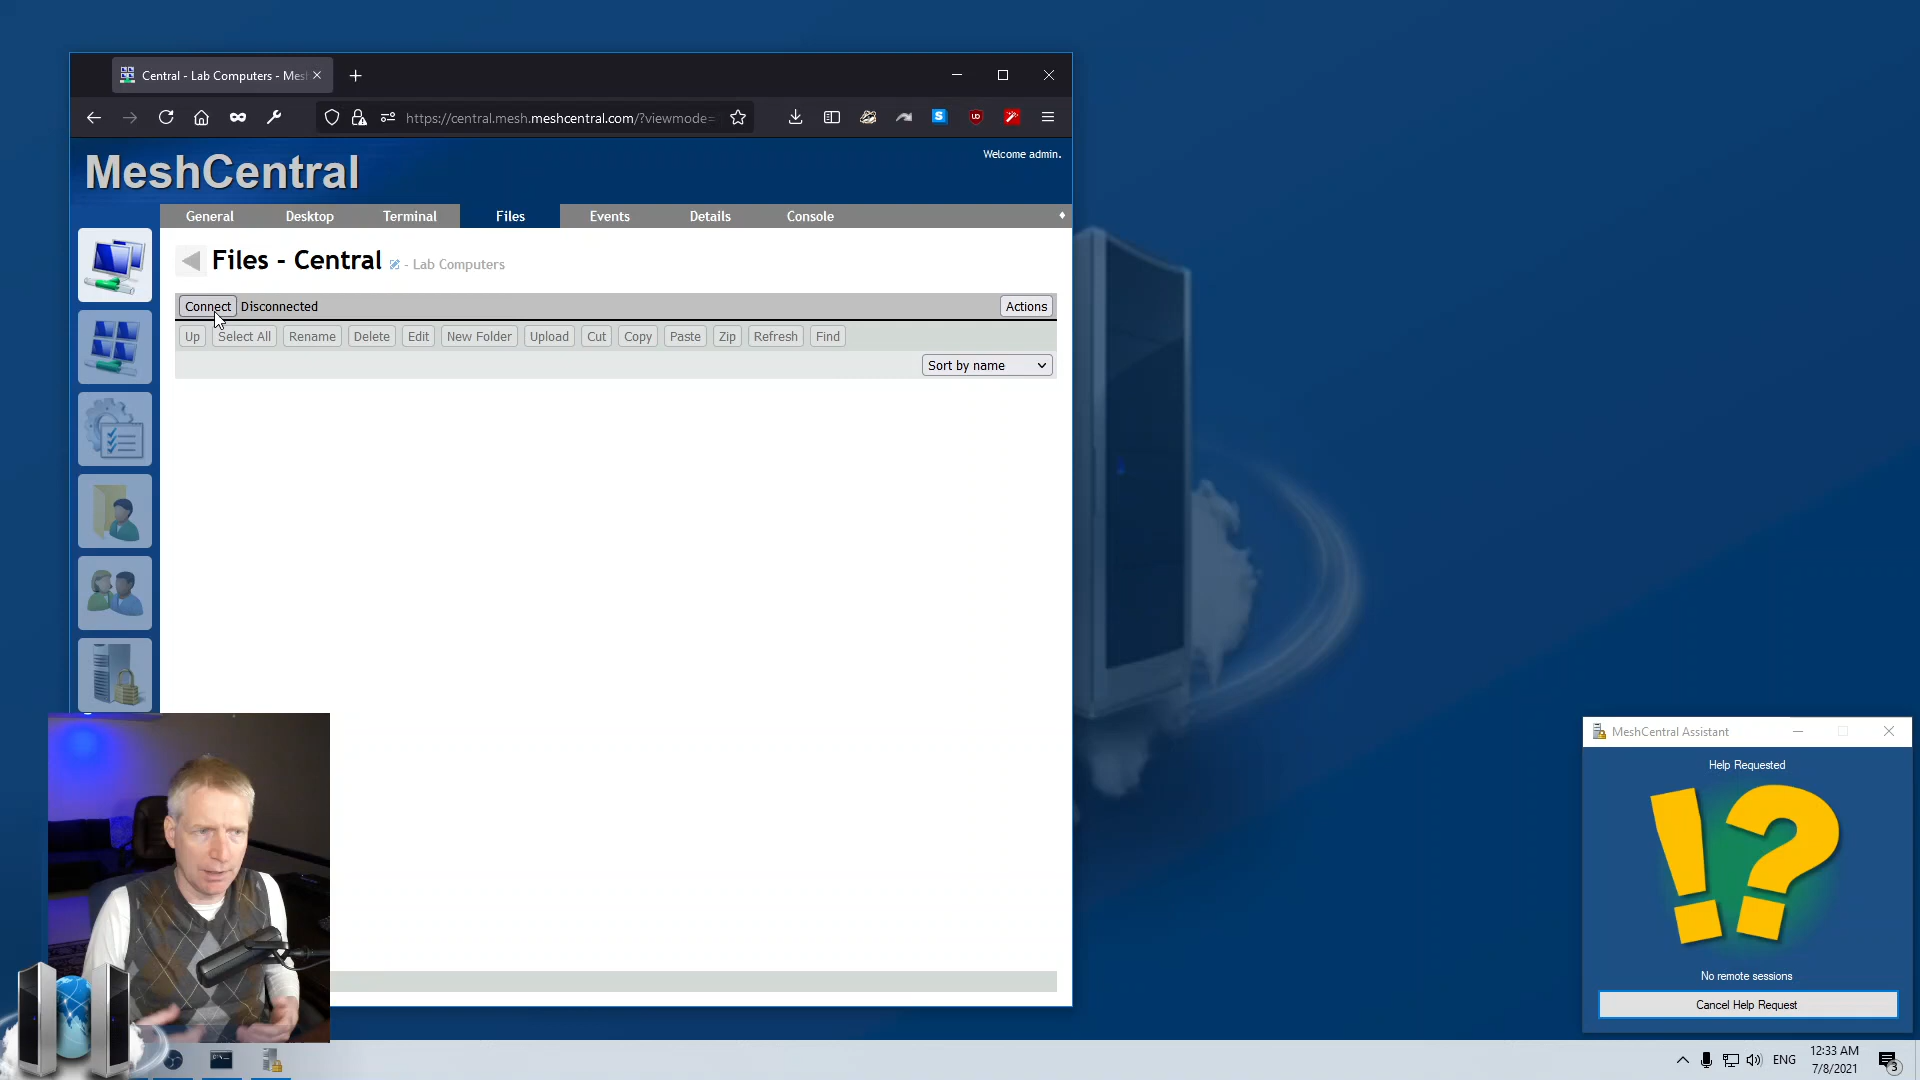 Central - Lab Computers - Mes
https://central.mesh.meshcentral.com/?viewmode=
MeshCentral
Welcome admin.
General Desktop Terminal Files Events Details Console
Files - Central - Lab Computers
Connect Disconnected Actions
Up Select All Rename Delete Edit New Folder Upload Cut Copy Paste Zip Refresh Find
Sort by name
MeshCentral Assistant
Help Requested
!?
No remote sessions
Cancel Help Request
ENG
12:33 AM
7/8/2021
3